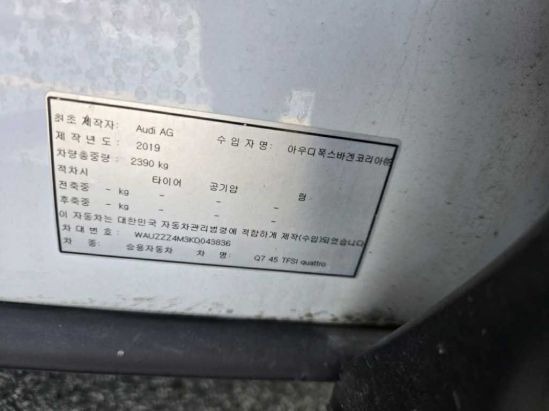 최초 제작자: Audi AG 수 입 자 명: 아우디폭스바겐코리아㈜
제 작 년 도: 2019
차량총중량: 2390 kg
적차시 타이어 공기압
전축중 - kg - - 형
후축중 - kg - -
이 자동차는 대한민국 자동차관리법령에 적합하게 제작(수입)되었습니다
차 대 번 호: WAUZZZ4M3KD043836
차 종: 승용자동차 차 명: Q7 45 TFSI quattro